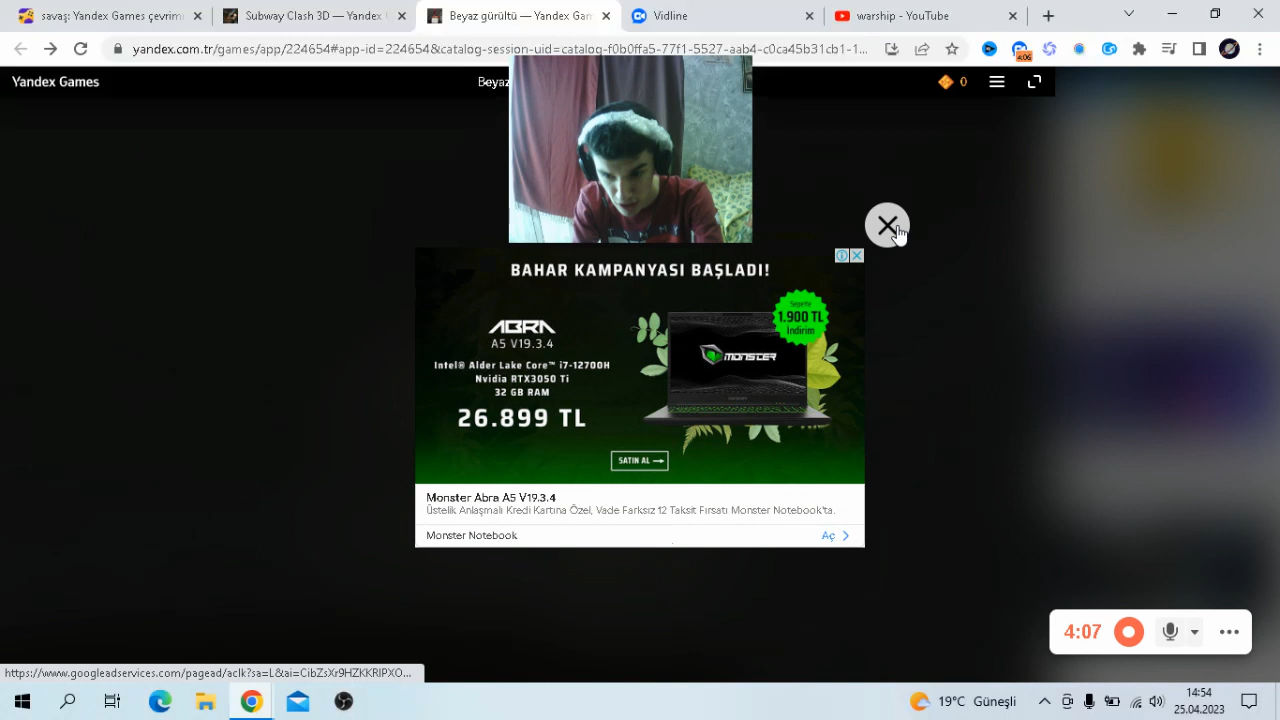 savaş Yandex Games
Subway Clash 3D — Yandex
Beyaz gürültü — Yandex Gam
Vidline
warship - YouTube
yandex.com.tr/games/app/224654#app-id=224654&catalog-session-uid=catalog-f0b0ffa5-77f1-5527-aab4-c0ca45b31cb1-1...
4:06
Yandex Games
Beyaz
0
BAHAR KAMPANYASI BAŞLADI!
Sepette
1.900 TL
İndirim
ABRA
A5 V19.3.4
Intel® Alder Lake Core™ i7-12700H
Nvidia RTX3050 Ti
32 GB RAM
26.899 TL
MONSTER
SATIN AL
Monster Abra A5 V19.3.4
Üstelik Anlaşmalı Kredi Kartına Özel, Vade Farksız 12 Taksit Fırsatı Monster Notebook'ta.
Monster Notebook
Aç
4:07
https://www.googleadservices.com/pagead/aclk?sa=L&ai=CibZsXr9HZKKRIPXO...
19°C Güneşli
14:54
25.04.2023